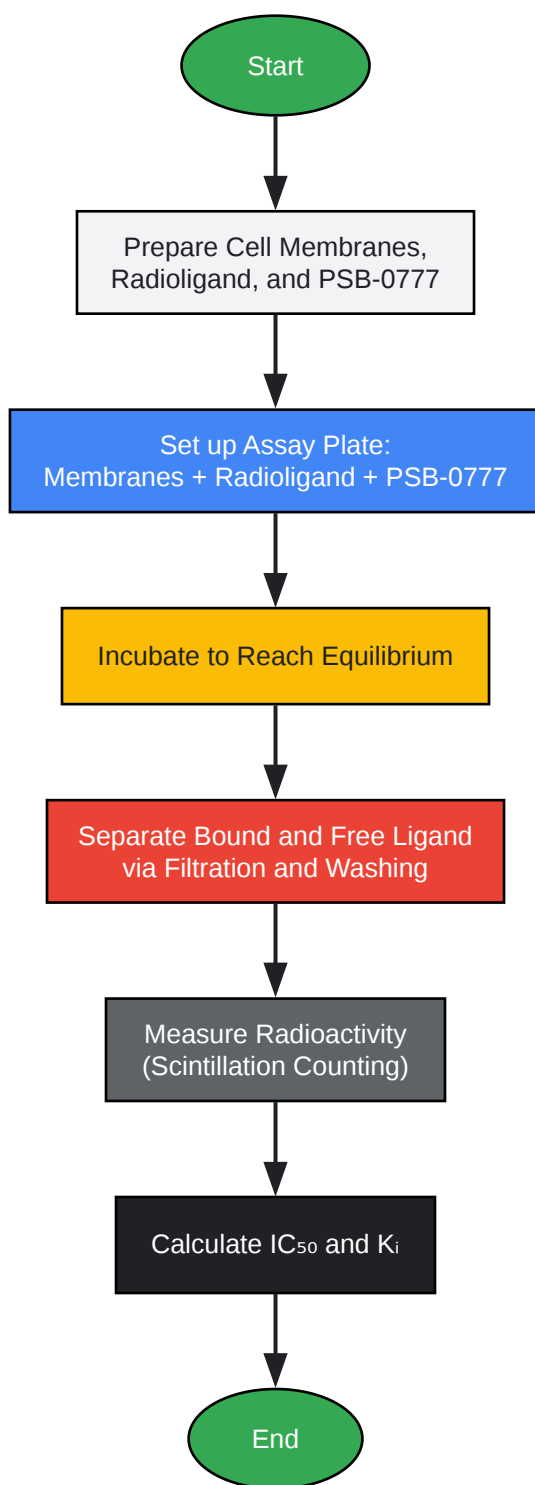 Start
Prepare Cell Membranes,
Radioligand, and PSB-0777
Set up Assay Plate:
Membranes + Radioligand + PSB-0777
Incubate to Reach Equilibrium
Separate Bound and Free Ligand
via Filtration and Washing
Measure Radioactivity
(Scintillation Counting)
Calculate IC₅₀ and Kᵢ
End